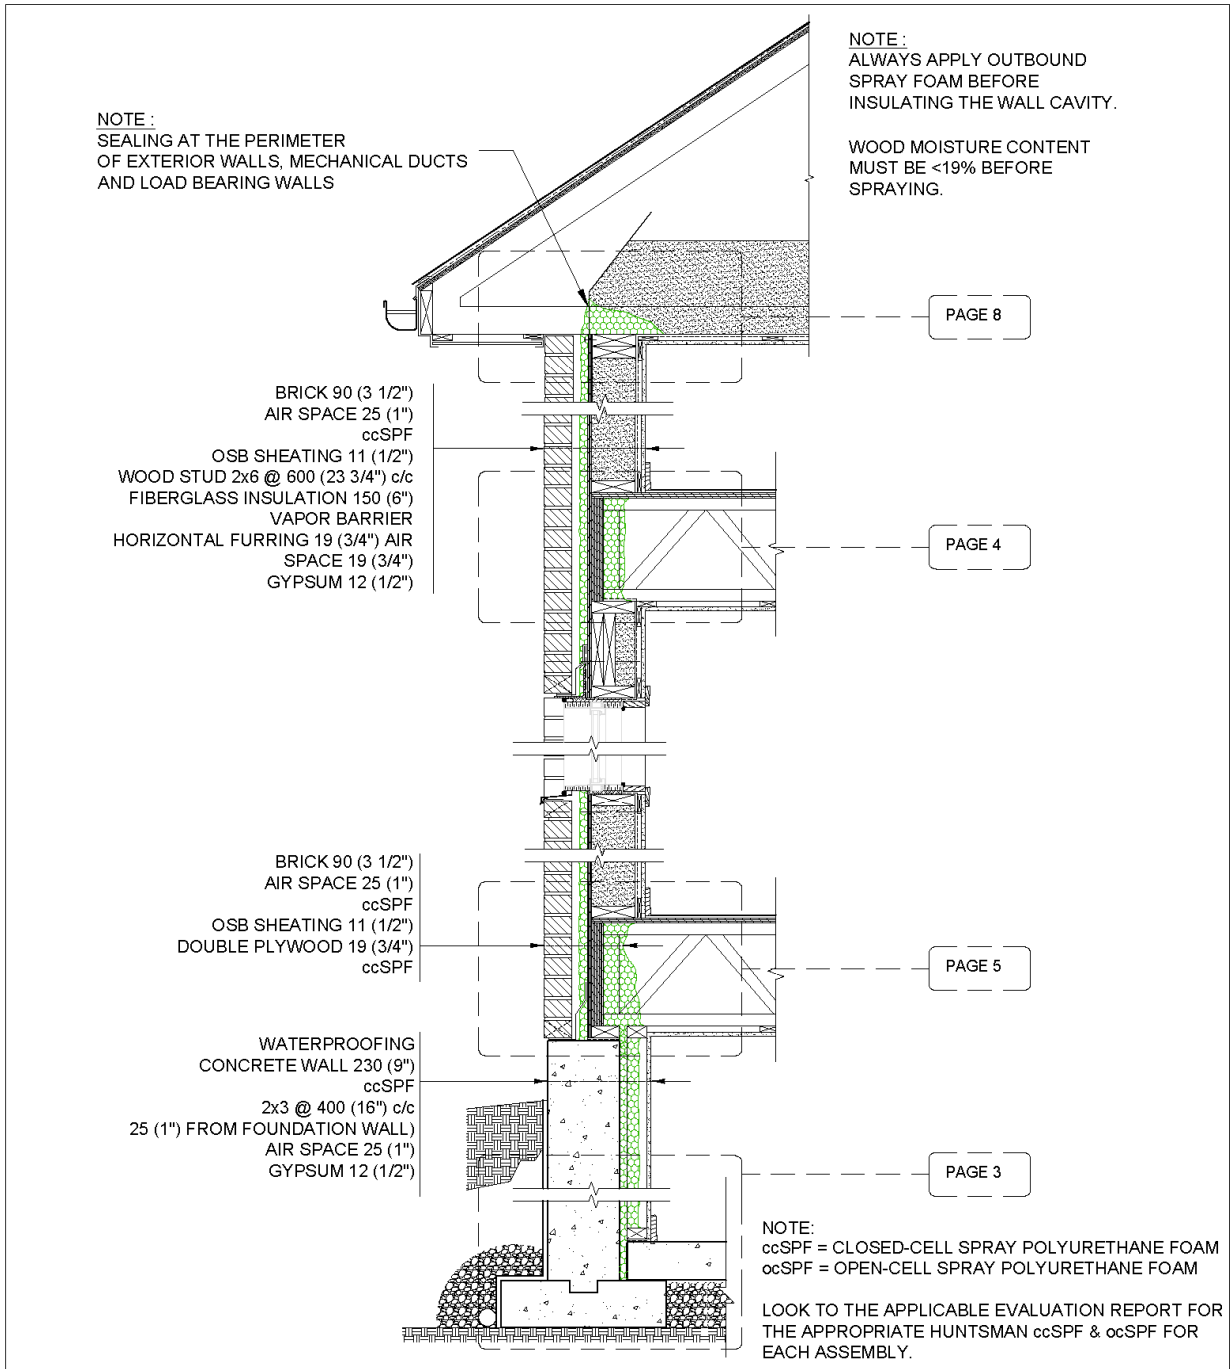 NOTE :
ALWAYS APPLY OUTBOUND
SPRAY FOAM BEFORE
INSULATING THE WALL CAVITY.
WOOD MOISTURE CONTENT
MUST BE <19% BEFORE
SPRAYING.
NOTE :
SEALING AT THE PERIMETER
OF EXTERIOR WALLS, MECHANICAL DUCTS
AND LOAD BEARING WALLS
PAGE 8
BRICK 90 (3 1/2")
AIR SPACE 25 (1")
ccSPF
OSB SHEATING 11 (1/2")
WOOD STUD 2x6 @ 600 (23 3/4") c/c
FIBERGLASS INSULATION 150 (6")
VAPOR BARRIER
HORIZONTAL FURRING 19 (3/4") AIR
SPACE 19 (3/4")
GYPSUM 12 (1/2")
PAGE 4
BRICK 90 (3 1/2")
AIR SPACE 25 (1")
ccSPF
OSB SHEATING 11 (1/2")
DOUBLE PLYWOOD 19 (3/4")
ccSPF
PAGE 5
WATERPROOFING
CONCRETE WALL 230 (9")
ccSPF
2x3 @ 400 (16") c/c
25 (1") FROM FOUNDATION WALL)
AIR SPACE 25 (1")
GYPSUM 12 (1/2")
PAGE 3
NOTE:
ccSPF = CLOSED-CELL SPRAY POLYURETHANE FOAM
ocSPF = OPEN-CELL SPRAY POLYURETHANE FOAM
LOOK TO THE APPLICABLE EVALUATION REPORT FOR
THE APPROPRIATE HUNTSMAN ccSPF & ocSPF FOR
EACH ASSEMBLY.